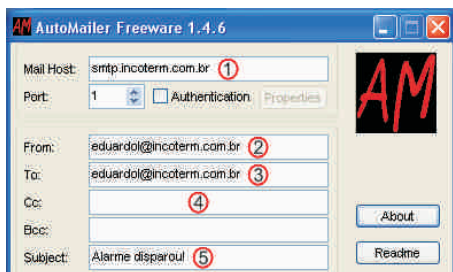 AM AutoMailer Freeware 1.4.6
Mail Host: smtp.incoterm.com.br 1
Port: 1 Authentication Properties
AM
From: eduardol@incoterm.com.br 2
To: eduardol@incoterm.com.br 3
Cc: 4
About
Bcc:
Subject: Alarme disparou! 5
Readme